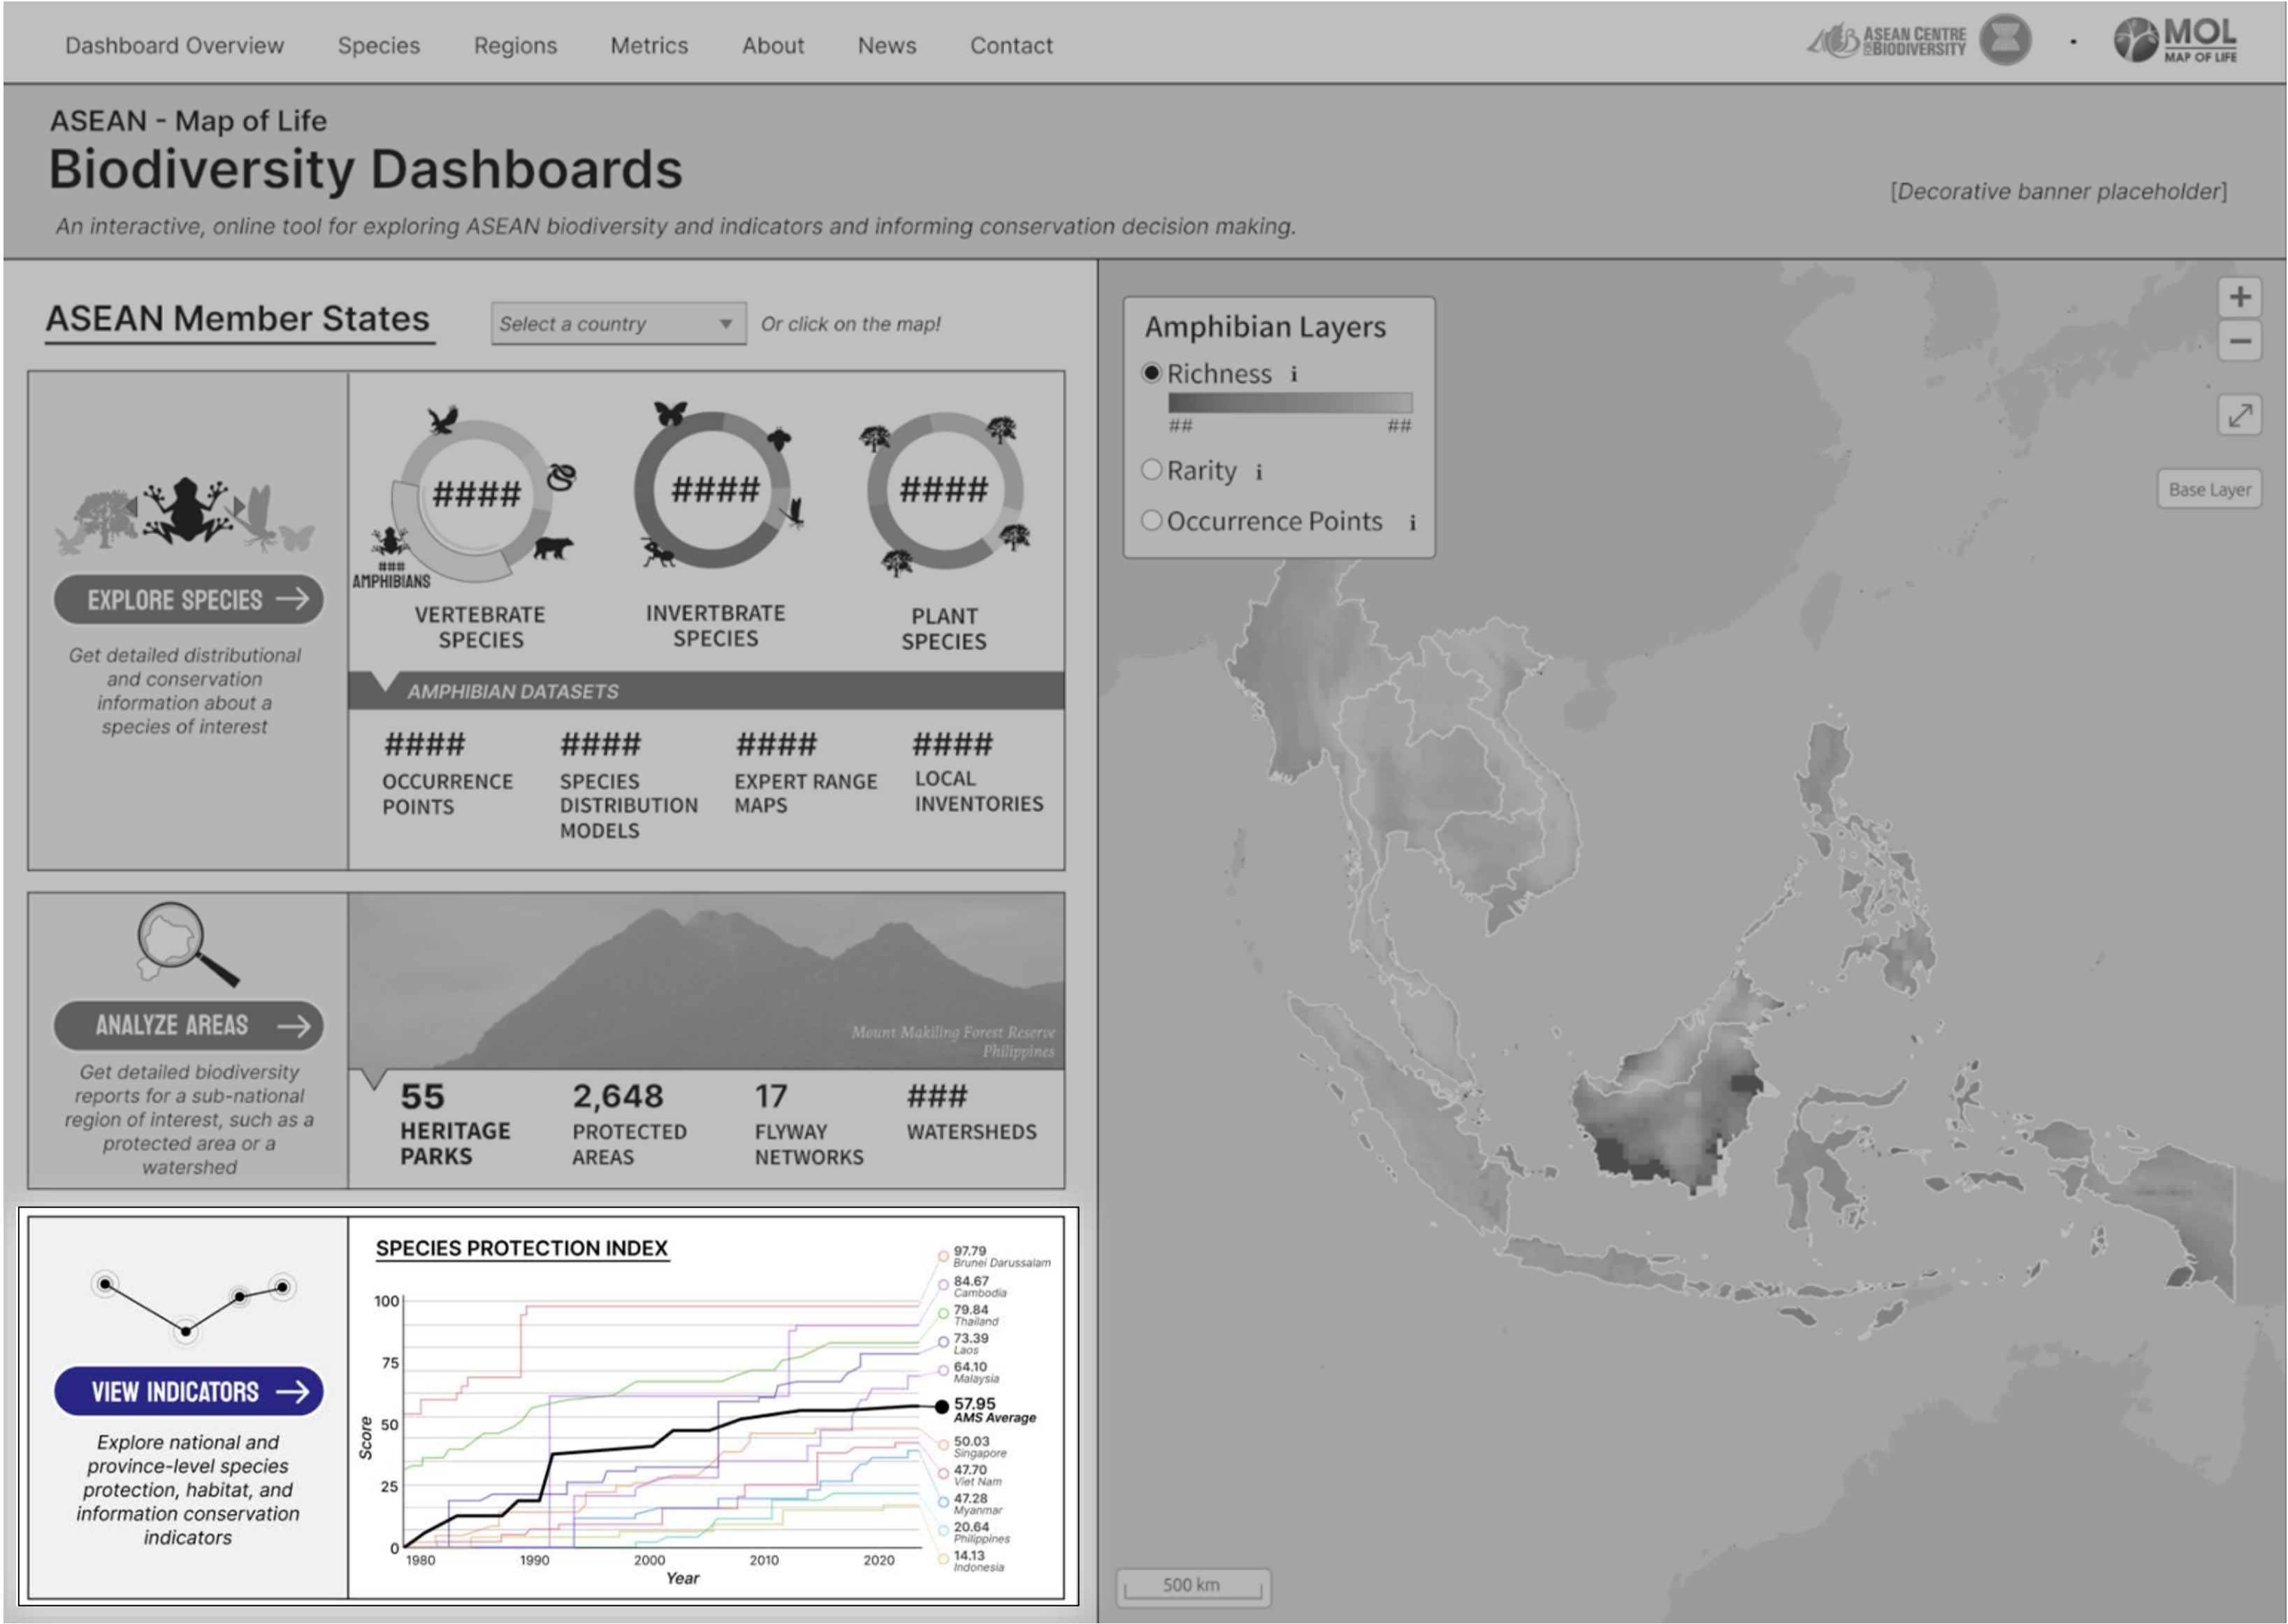 Dashboard Overview Species Regions Metrics About News Contact
ASEAN CENTRE
FOR BIODIVERSITY
MOL
MAP OF LIFE
ASEAN - Map of Life
Biodiversity Dashboards
[Decorative banner placeholder]
An interactive, online tool for exploring ASEAN biodiversity and indicators and informing conservation decision making.
ASEAN Member States
Select a country
Or click on the map!
EXPLORE SPECIES
Get detailed distributional
and conservation
information about a
species of interest
####
###
AMPHIBIANS
VERTEBRATE
SPECIES
####
INVERTBRATE
SPECIES
####
PLANT
SPECIES
AMPHIBIAN DATASETS
####
OCCURRENCE
POINTS
####
SPECIES
DISTRIBUTION
MODELS
####
EXPERT RANGE
MAPS
####
LOCAL
INVENTORIES
ANALYZE AREAS
Get detailed biodiversity
reports for a sub-national
region of interest, such as a
protected area or a
watershed
Mount Makiling Forest Reserve
Philippines
55
HERITAGE
PARKS
2,648
PROTECTED
AREAS
17
FLYWAY
NETWORKS
###
WATERSHEDS
VIEW INDICATORS
Explore national and
province-level species
protection, habitat, and
information conservation
indicators
SPECIES PROTECTION INDEX
100
75
50
25
0
Score
1980 1990 2000 2010 2020
Year
97.79
Brunei Darussalam
84.67
Cambodia
79.84
Thailand
73.39
Laos
64.10
Malaysia
57.95
AMS Average
50.03
Singapore
47.70
Viet Nam
47.28
Myanmar
20.64
Philippines
14.13
Indonesia
Amphibian Layers
Richness i
## ##
Rarity i
Occurrence Points i
+
−
Base Layer
500 km